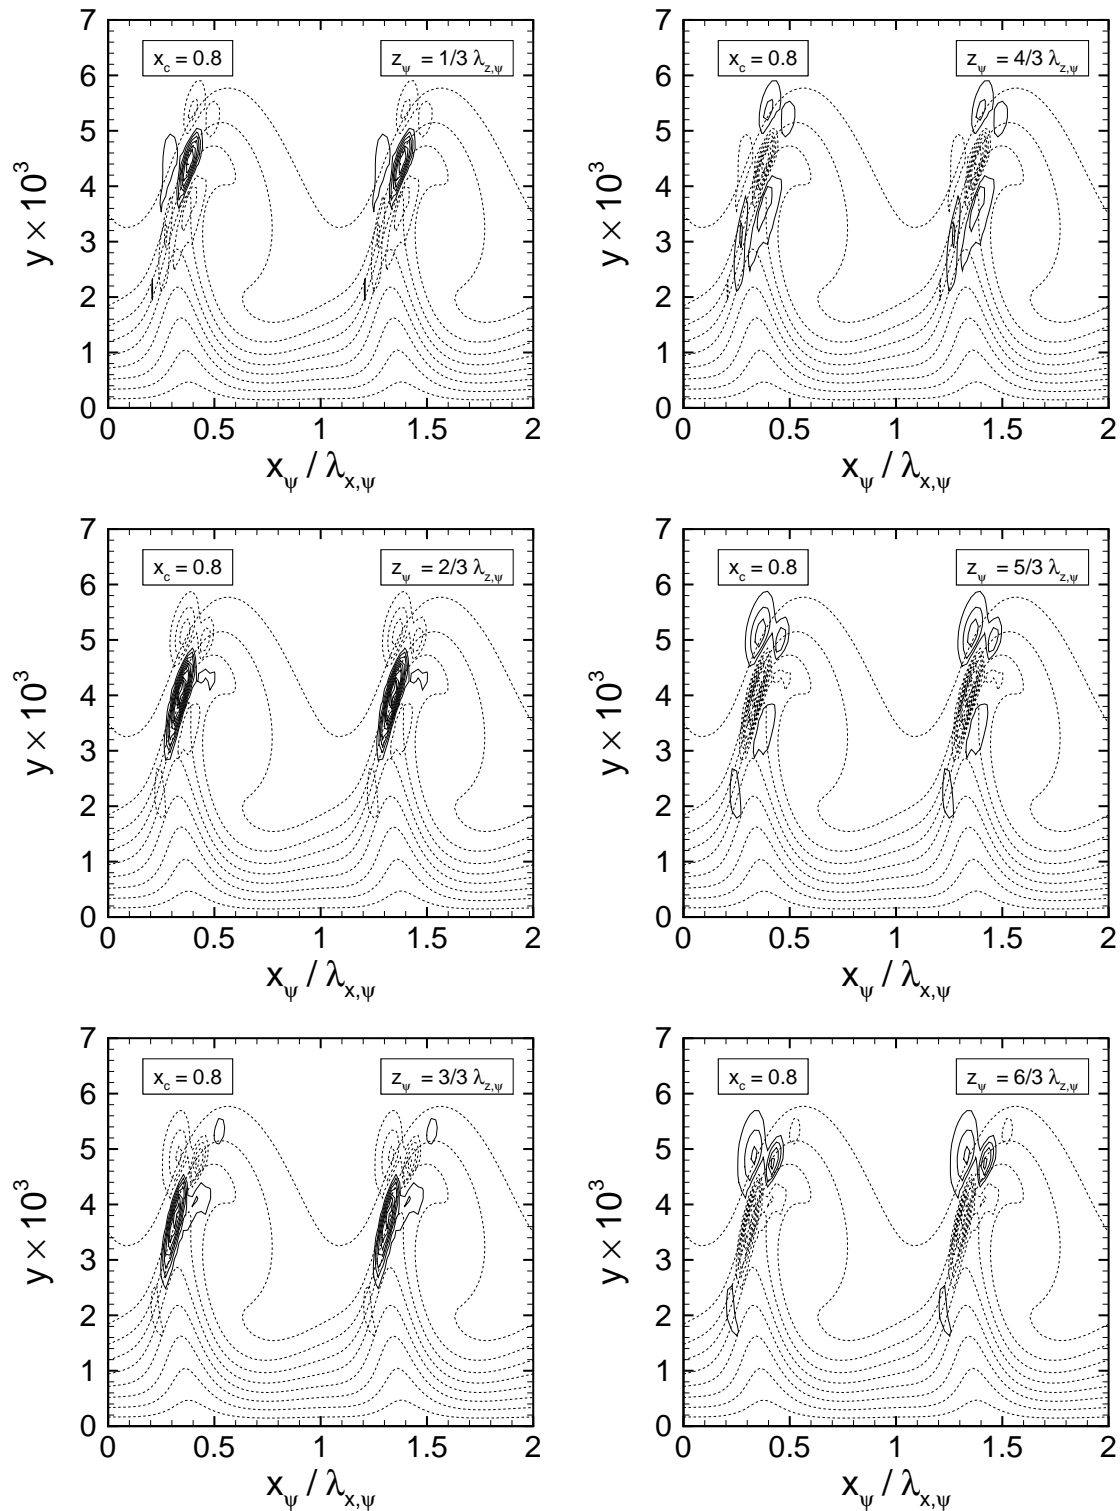 7
6
5
4
3
2
1
0
y × 10³
x_c = 0.8
z_ψ = 1/3 λ_z,ψ
0 0.5 1 1.5 2
x_ψ / λ_x,ψ
7
6
5
4
3
2
1
0
y × 10³
x_c = 0.8
z_ψ = 4/3 λ_z,ψ
0 0.5 1 1.5 2
x_ψ / λ_x,ψ
7
6
5
4
3
2
1
0
y × 10³
x_c = 0.8
z_ψ = 2/3 λ_z,ψ
0 0.5 1 1.5 2
x_ψ / λ_x,ψ
7
6
5
4
3
2
1
0
y × 10³
x_c = 0.8
z_ψ = 5/3 λ_z,ψ
0 0.5 1 1.5 2
x_ψ / λ_x,ψ
7
6
5
4
3
2
1
0
y × 10³
x_c = 0.8
z_ψ = 3/3 λ_z,ψ
0 0.5 1 1.5 2
x_ψ / λ_x,ψ
7
6
5
4
3
2
1
0
y × 10³
x_c = 0.8
z_ψ = 6/3 λ_z,ψ
0 0.5 1 1.5 2
x_ψ / λ_x,ψ